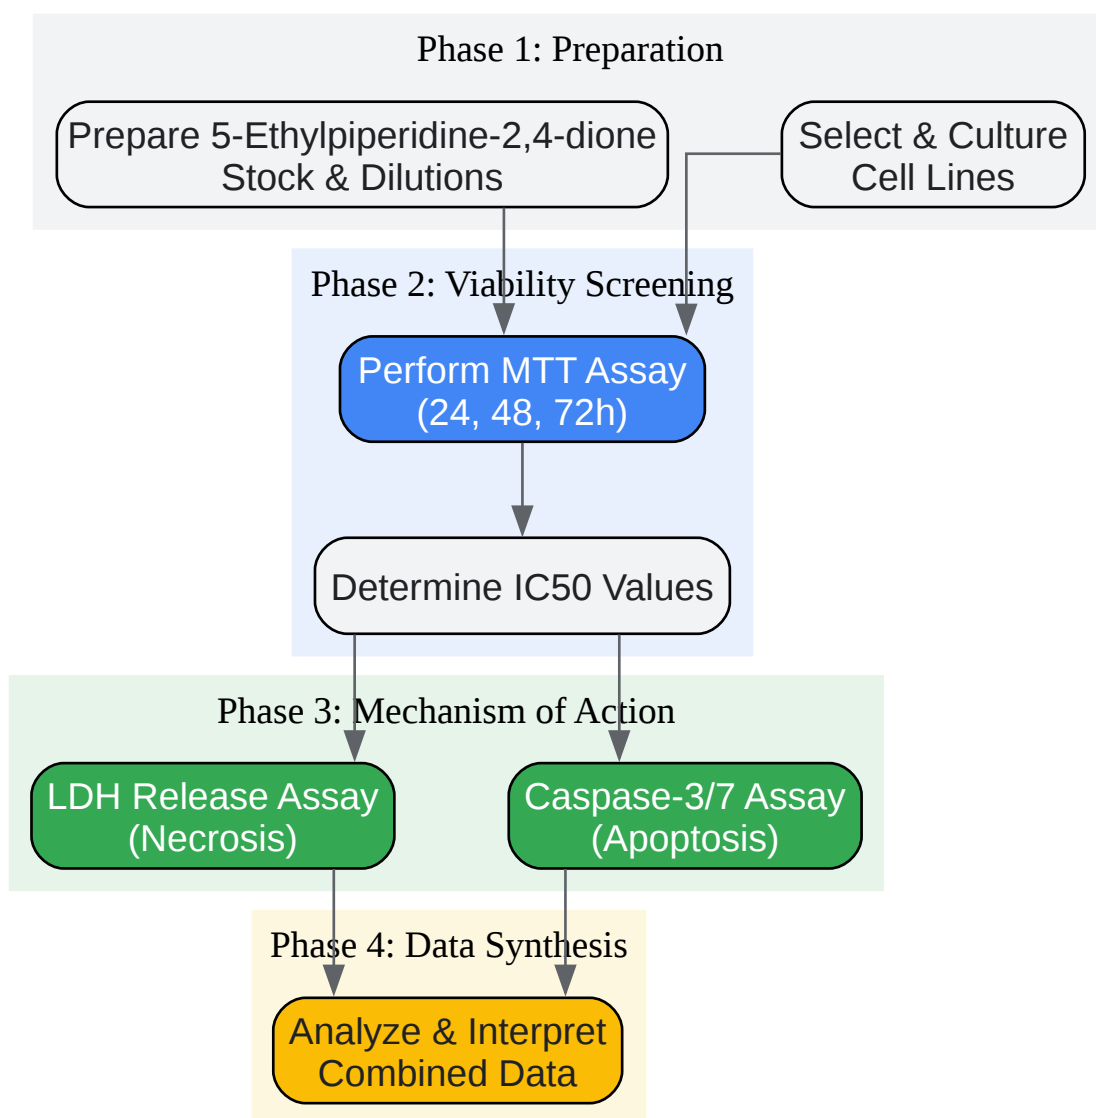 Phase 1: Preparation
Prepare 5-Ethylpiperidine-2,4-dione
Stock & Dilutions
Select & Culture
Cell Lines
Phase 2: Viability Screening
Perform MTT Assay
(24, 48, 72h)
Determine IC50 Values
Phase 3: Mechanism of Action
LDH Release Assay
(Necrosis)
Caspase-3/7 Assay
(Apoptosis)
Phase 4: Data Synthesis
Analyze & Interpret
Combined Data